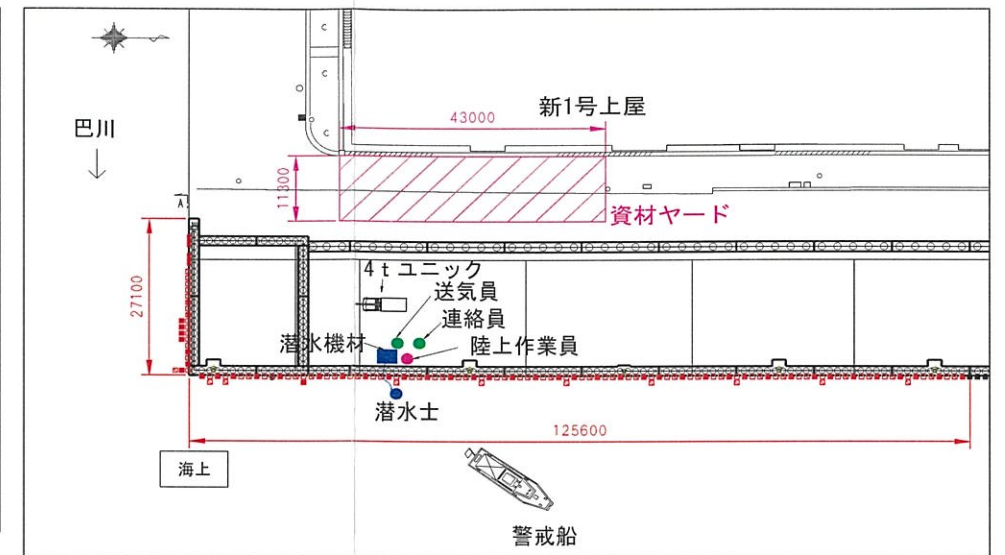 C
C
C
新1号上屋
43000
巴川
11300
A
資材ヤード
27100
4tユニック
送気員
連絡員
潜水機材
陸上作業員
潜水士
125600
海上
警戒船